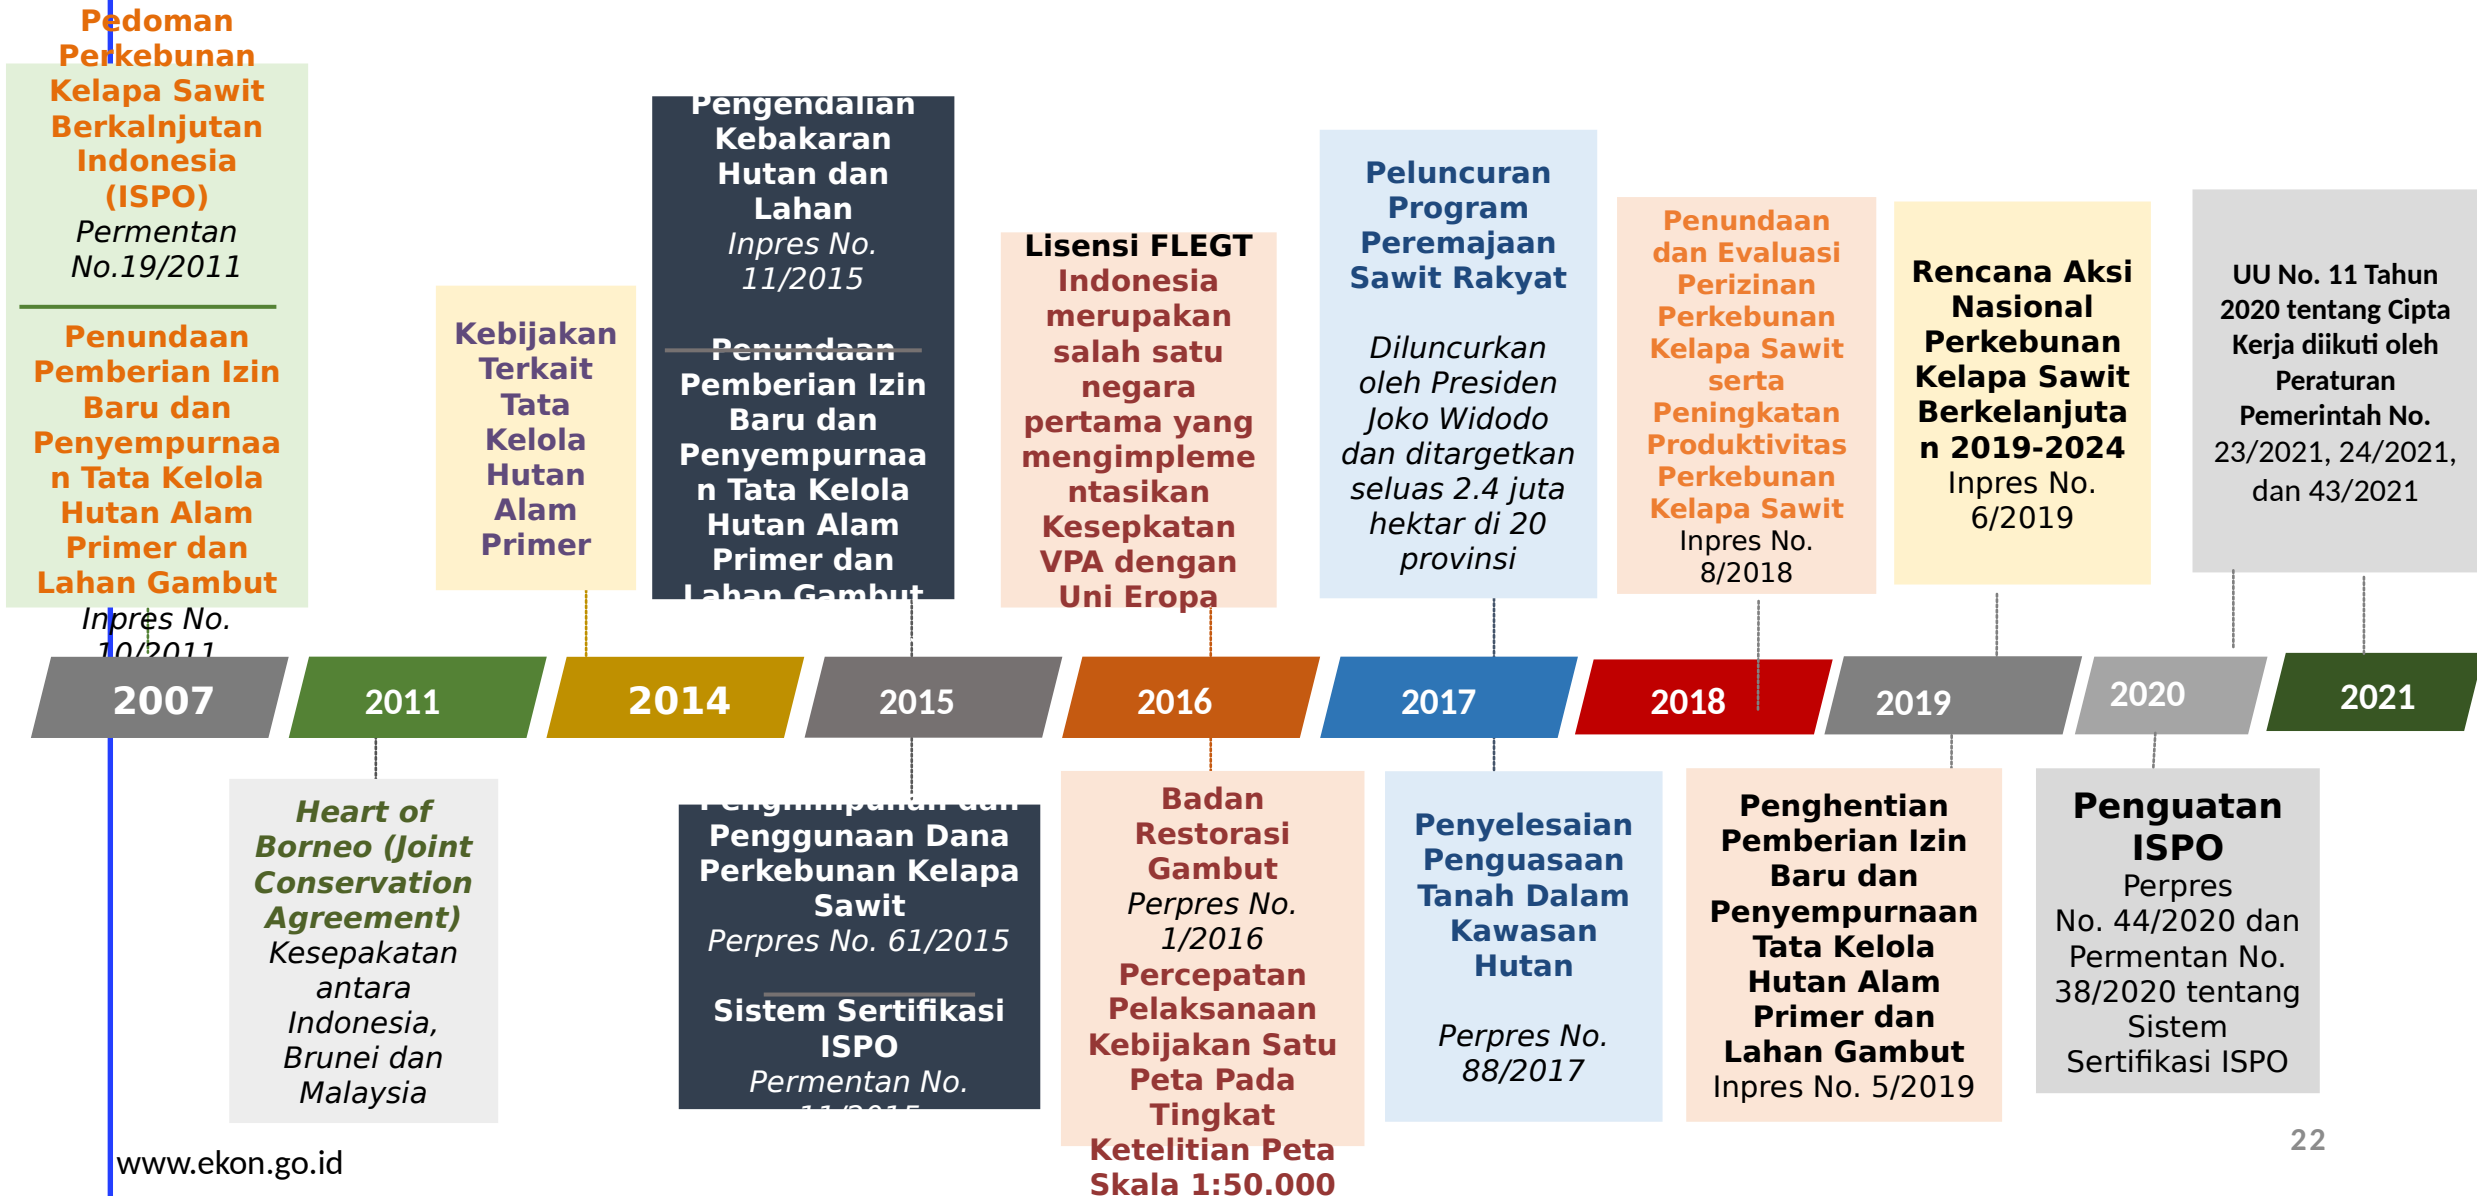 Pedoman
Perkebunan
Kelapa Sawit
Berkalnjutan
Indonesia
(ISPO)
Permentan
No.19/2011
Penundaan
Pemberian Izin
Baru dan
Penyempurnaa
n Tata Kelola
Hutan Alam
Primer dan
Lahan Gambut
Inpres No.
10/2011
Kebijakan
Terkait
Tata
Kelola
Hutan
Alam
Primer
Pengendalian
Kebakaran
Hutan dan
Lahan
Inpres No.
11/2015
Penundaan
Pemberian Izin
Baru dan
Penyempurnaa
n Tata Kelola
Hutan Alam
Primer dan
Lahan Gambut
Lisensi FLEGT
Indonesia
merupakan
salah satu
negara
pertama yang
mengimpleme
ntasikan
Kesepkatan
VPA dengan
Uni Eropa
Peluncuran
Program
Peremajaan
Sawit Rakyat
Diluncurkan
oleh Presiden
Joko Widodo
dan ditargetkan
seluas 2.4 juta
hektar di 20
provinsi
Penundaan
dan Evaluasi
Perizinan
Perkebunan
Kelapa Sawit
serta
Peningkatan
Produktivitas
Perkebunan
Kelapa Sawit
Inpres No.
8/2018
Rencana Aksi
Nasional
Perkebunan
Kelapa Sawit
Berkelanjuta
n 2019-2024
Inpres No.
6/2019
UU No. 11 Tahun
2020 tentang Cipta
Kerja diikuti oleh
Peraturan
Pemerintah No.
23/2021, 24/2021,
dan 43/2021
2007
2011
2014
2015
2016
2017
2018
2019
2020
2021
Heart of
Borneo (Joint
Conservation
Agreement)
Kesepakatan
antara
Indonesia,
Brunei dan
Malaysia
Penghimpunan dan
Penggunaan Dana
Perkebunan Kelapa
Sawit
Perpres No. 61/2015
Sistem Sertifikasi
ISPO
Permentan No.
11/2015
Badan
Restorasi
Gambut
Perpres No.
1/2016
Percepatan
Pelaksanaan
Kebijakan Satu
Peta Pada
Tingkat
Ketelitian Peta
Skala 1:50.000
Penyelesaian
Penguasaan
Tanah Dalam
Kawasan
Hutan
Perpres No.
88/2017
Penghentian
Pemberian Izin
Baru dan
Penyempurnaan
Tata Kelola
Hutan Alam
Primer dan
Lahan Gambut
Inpres No. 5/2019
Penguatan
ISPO
Perpres
No. 44/2020 dan
Permentan No.
38/2020 tentang
Sistem
Sertifikasi ISPO
www.ekon.go.id
22